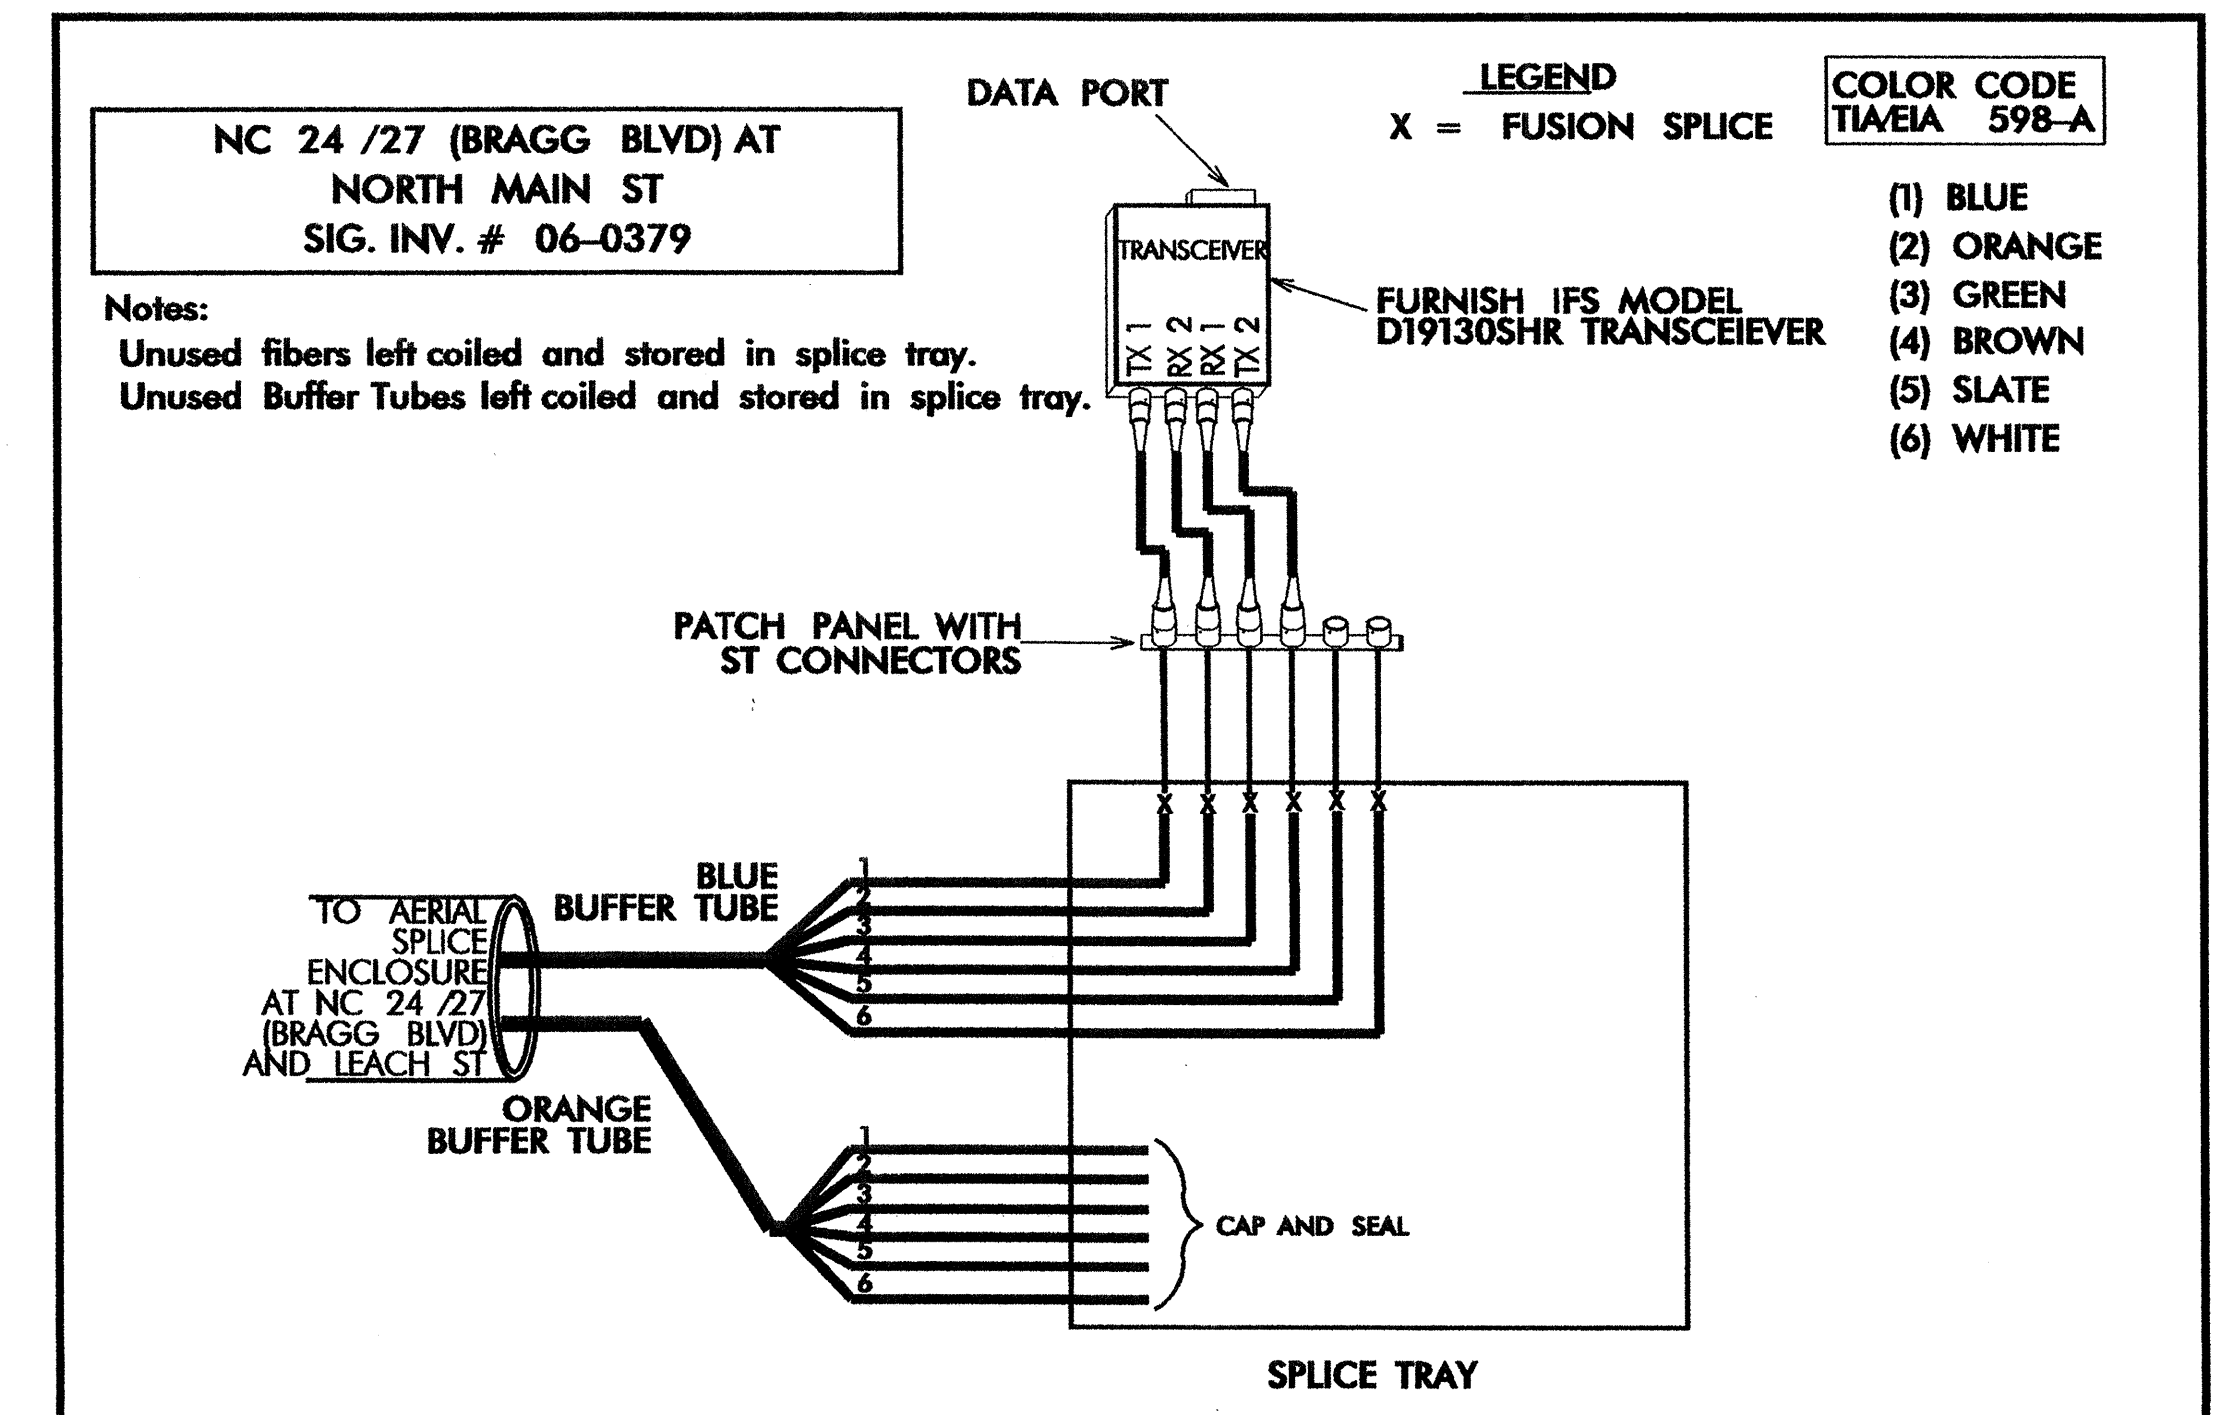 NC 24 /27 (BRAGG BLVD) AT
NORTH MAIN ST
SIG. INV. # 06-0379
Notes:
Unused fibers left coiled and stored in splice tray.
Unused Buffer Tubes left coiled and stored in splice tray.
DATA PORT
LEGEND
X = FUSION SPLICE
COLOR CODE
TIA/EIA 598-A
(1) BLUE
(2) ORANGE
(3) GREEN
(4) BROWN
(5) SLATE
(6) WHITE
TRANSCEIVER
TX 1
RX 2
RX 1
TX 2
FURNISH IFS MODEL
D19130SHR TRANSCEIEVER
PATCH PANEL WITH
ST CONNECTORS
X X X X X X
BLUE
BUFFER TUBE
1
2
3
4
5
6
TO AERIAL
SPLICE
ENCLOSURE
AT NC 24 /27
(BRAGG BLVD)
AND LEACH ST
ORANGE
BUFFER TUBE
1
2
3
4
5
6
CAP AND SEAL
SPLICE TRAY